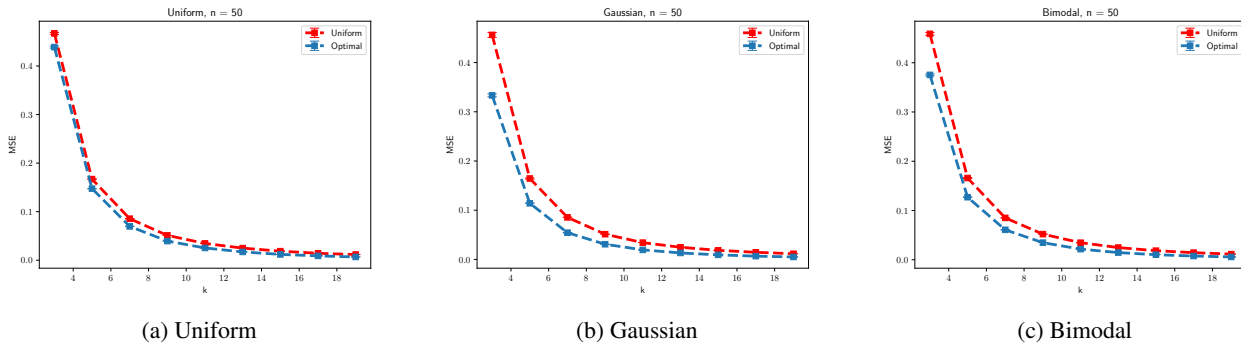 Uniform, n = 50
Uniform
Optimal
MSE
0.4
0.3
0.2
0.1
0.0
4 6 8 10 12 14 16 18
k
(a) Uniform
Gaussian, n = 50
Uniform
Optimal
MSE
0.4
0.3
0.2
0.1
0.0
4 6 8 10 12 14 16 18
k
(b) Gaussian
Bimodal, n = 50
Uniform
Optimal
MSE
0.4
0.3
0.2
0.1
0.0
4 6 8 10 12 14 16 18
k
(c) Bimodal